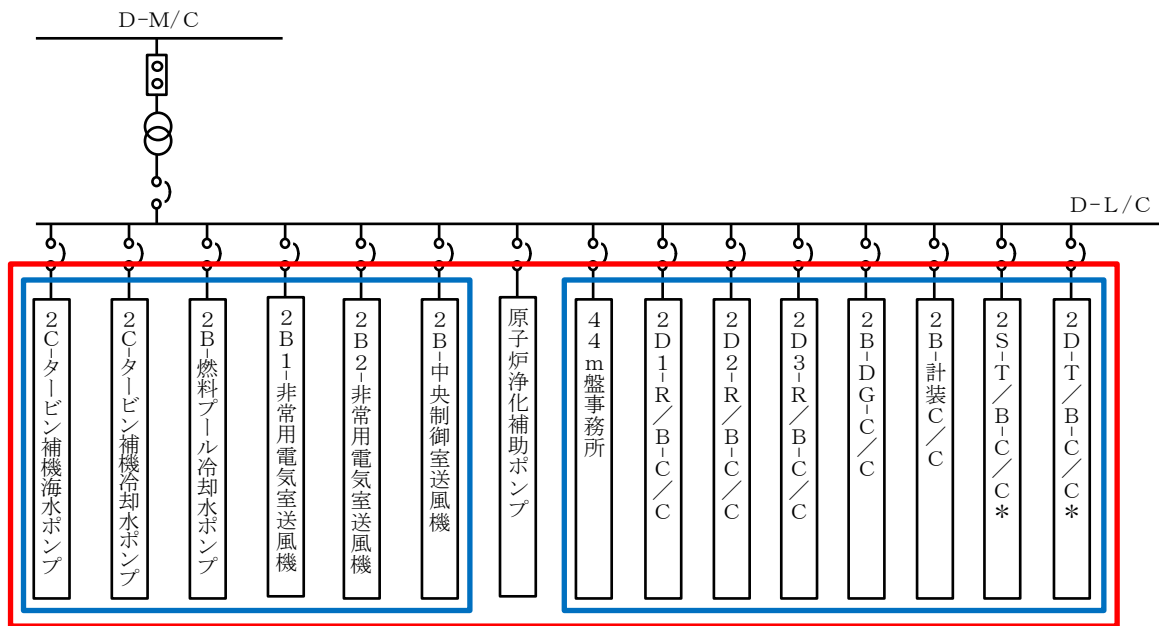 D-M/C
D-L/C
2C-タービン補機海水ポンプ
2C-タービン補機冷却水ポンプ
2B-燃料プール冷却水ポンプ
2B1-非常用電気室送風機
2B2-非常用電気室送風機
2B-中央制御室送風機
原子炉浄化補助ポンプ
44m盤事務所
2D1-R/B-C/C
2D2-R/B-C/C
2D3-R/B-C/C
2B-DG-C/C
2B-計装C/C
2S-T/B-C/C*
2D-T/B-C/C*